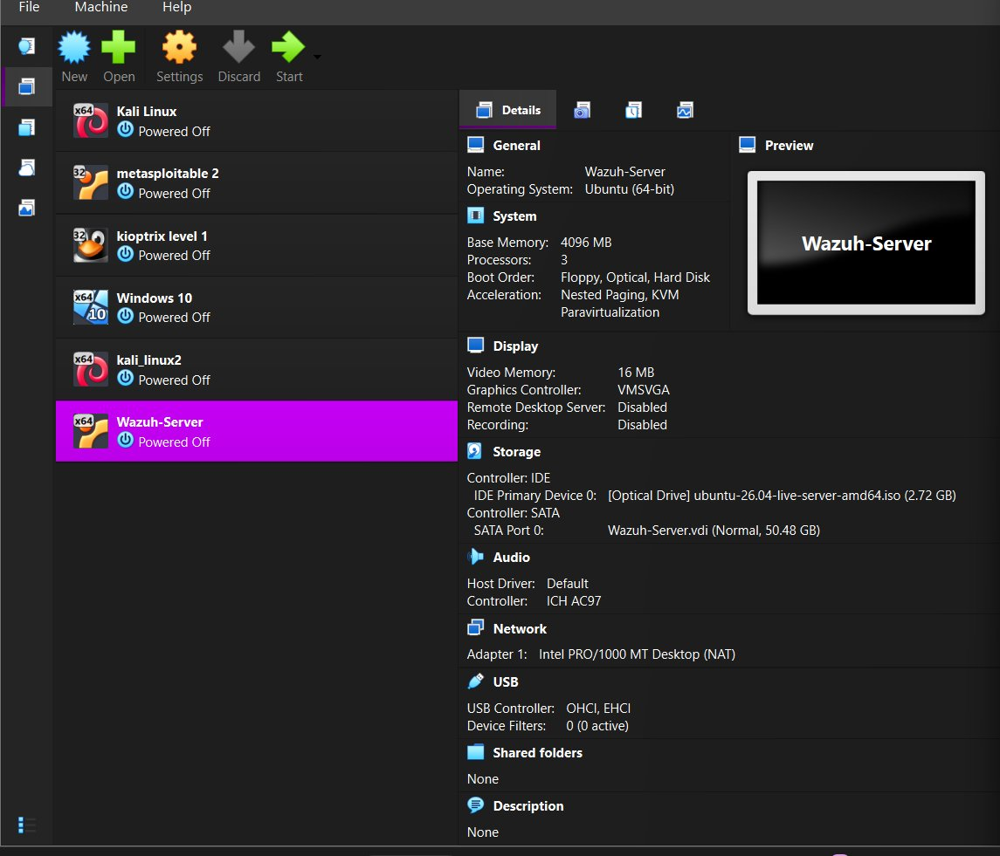 File Machine Help
New Open Settings Discard Start
x64 Kali Linux
Powered Off
32 metasploitable 2
Powered Off
32 kioptrix level 1
Powered Off
x64 Windows 10
10 Powered Off
x64 kali_linux2
Powered Off
x64 Wazuh-Server
Powered Off
Details
General
Name: Wazuh-Server
Operating System: Ubuntu (64-bit)
Preview
Wazuh-Server
System
Base Memory: 4096 MB
Processors: 3
Boot Order: Floppy, Optical, Hard Disk
Acceleration: Nested Paging, KVM
Paravirtualization
Display
Video Memory: 16 MB
Graphics Controller: VMSVGA
Remote Desktop Server: Disabled
Recording: Disabled
Storage
Controller: IDE
IDE Primary Device 0: [Optical Drive] ubuntu-26.04-live-server-amd64.iso (2.72 GB)
Controller: SATA
SATA Port 0: Wazuh-Server.vdi (Normal, 50.48 GB)
Audio
Host Driver: Default
Controller: ICH AC97
Network
Adapter 1: Intel PRO/1000 MT Desktop (NAT)
USB
USB Controller: OHCI, EHCI
Device Filters: 0 (0 active)
Shared folders
None
Description
None